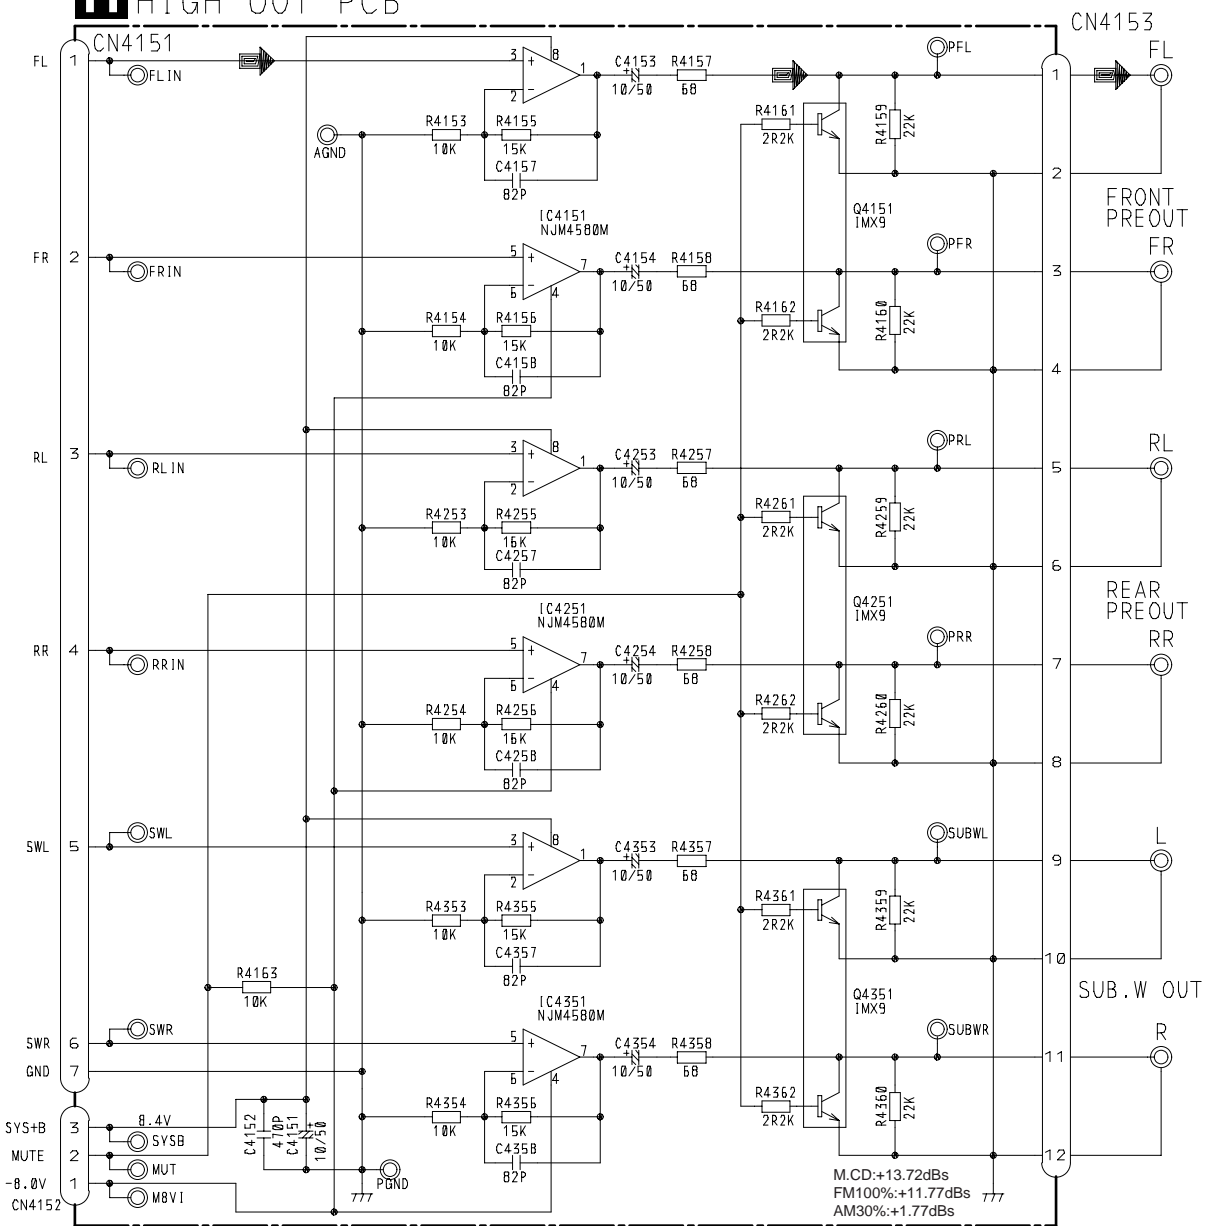 H HIGH OUT PCB
CN4151
CN4153
FL 1
FLIN
3 + 8 1
2 -
C4153 10/50
R4157 68
PFL
1
FL
AGND
R4153 10K
R4155 15K
C4157 82P
R4161 2R2K
R4159 22K
2
Q4151 IMX9
FRONT PREOUT
IC4151 NJM4580M
FR 2
FRIN
5 + 7
6 - 4
C4154 10/50
R4158 68
PFR
3
FR
R4154 10K
R4156 15K
C4158 82P
R4162 2R2K
R4160 22K
4
RL 3
RLIN
3 + 8 1
2 -
C4253 10/50
R4257 68
PRL
5
RL
R4253 10K
R4255 16K
C4257 82P
R4261 2R2K
R4259 22K
6
Q4251 IMX9
REAR PREOUT
IC4251 NJM4580M
RR 4
RRIN
5 + 7
6 - 4
C4254 10/50
R4258 68
PRR
7
RR
R4254 10K
R4256 16K
C4258 82P
R4262 2R2K
R4260 22K
8
SWL 5
SWL
3 + 8 1
2 -
C4353 10/50
R4357 68
SUBWL
9
L
R4353 10K
R4355 15K
C4357 82P
R4361 2R2K
R4359 22K
10
R4163 10K
Q4351 IMX9
SUB.W OUT
IC4351 NJM4580M
SWR 6
SWR
5 + 7
6 - 4
C4354 10/50
R4358 68
SUBWR
11
R
GND 7
R4354 10K
R4356 15K
C4358 82P
R4362 2R2K
R4360 22K
12
SYS+B 3
8.4V
SYSB
C4152 470P
C4151 10/50
MUTE 2
MUT
PGND
-8.0V 1
M8VI
CN4152
M.CD:+13.72dBs
FM100%:+11.77dBs
AM30%:+1.77dBs